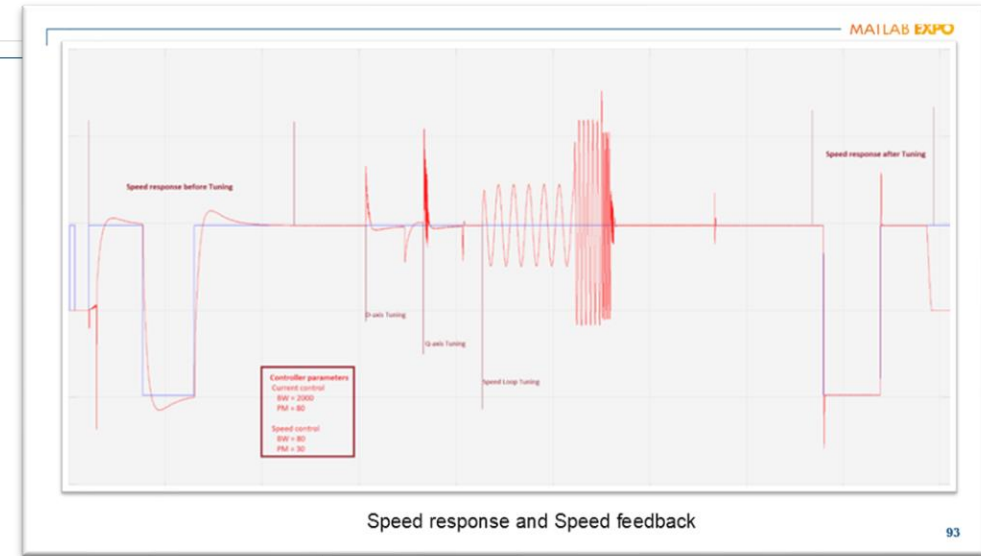 MATLAB EXPO
Speed response before Tuning
Speed response after Tuning
D-axis Tuning
Q-axis Tuning
Speed Loop Tuning
Controller parameters
Current control
BW = 2000
PM = 80
Speed control
BW = 80
PM = 30
Speed response and Speed feedback
93